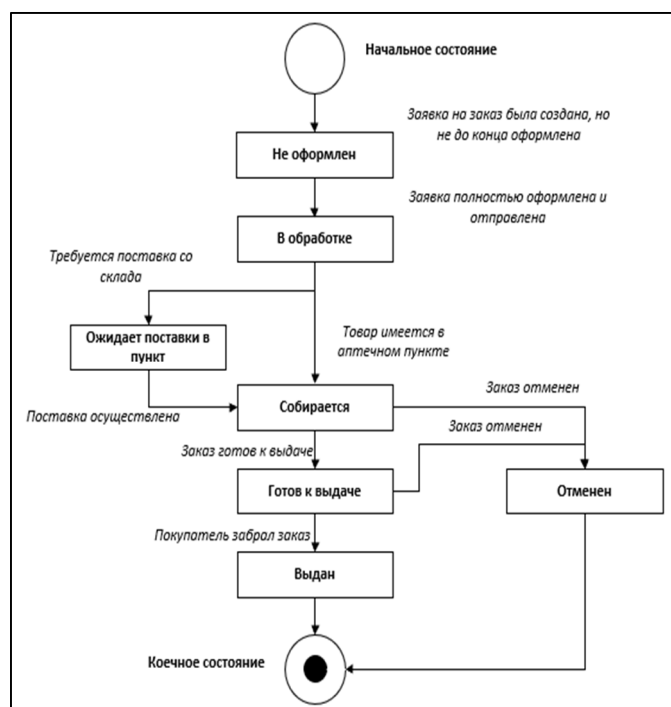 Начальное состояние
Заявка на заказ была создана, но
не до конца оформлена
Не оформлен
Заявка полностью оформлена и
отправлена
В обработке
Требуется поставка со
склада
Ожидает поставки в
пункт
Товар имеется в
аптечном пункте
Поставка осуществлена
Собирается
Заказ отменен
Заказ отменен
Заказ готов к выдаче
Готов к выдаче
Отменен
Покупатель забрал заказ
Выдан
Коечное состояние